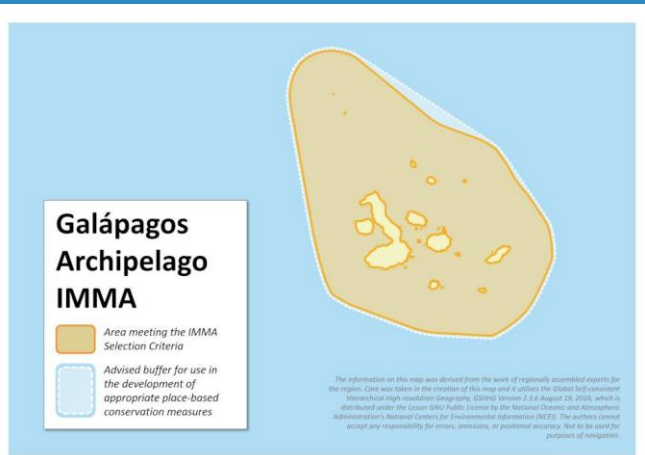 Galápagos
Archipelago
IMMA
Area meeting the IMMA
Selection Criteria
Advised buffer for use in
the development of
appropriate place-based
conservation measures
The information on this map was derived from the work of regionally assembled experts for
the region. Care was taken in the creation of this map and it utilises the Global Self-consistent
Hierarchical High-resolution Geography, GSHHG Version 2.3.6 August 19, 2016, which is
distributed under the Lesser GNU Public License by the National Oceanic and Atmospheric
Administration's National Centers for Environmental Information (NCEI). The authors cannot
accept any responsibility for errors, omissions, or positional accuracy. Not to be used for
purposes of navigation.